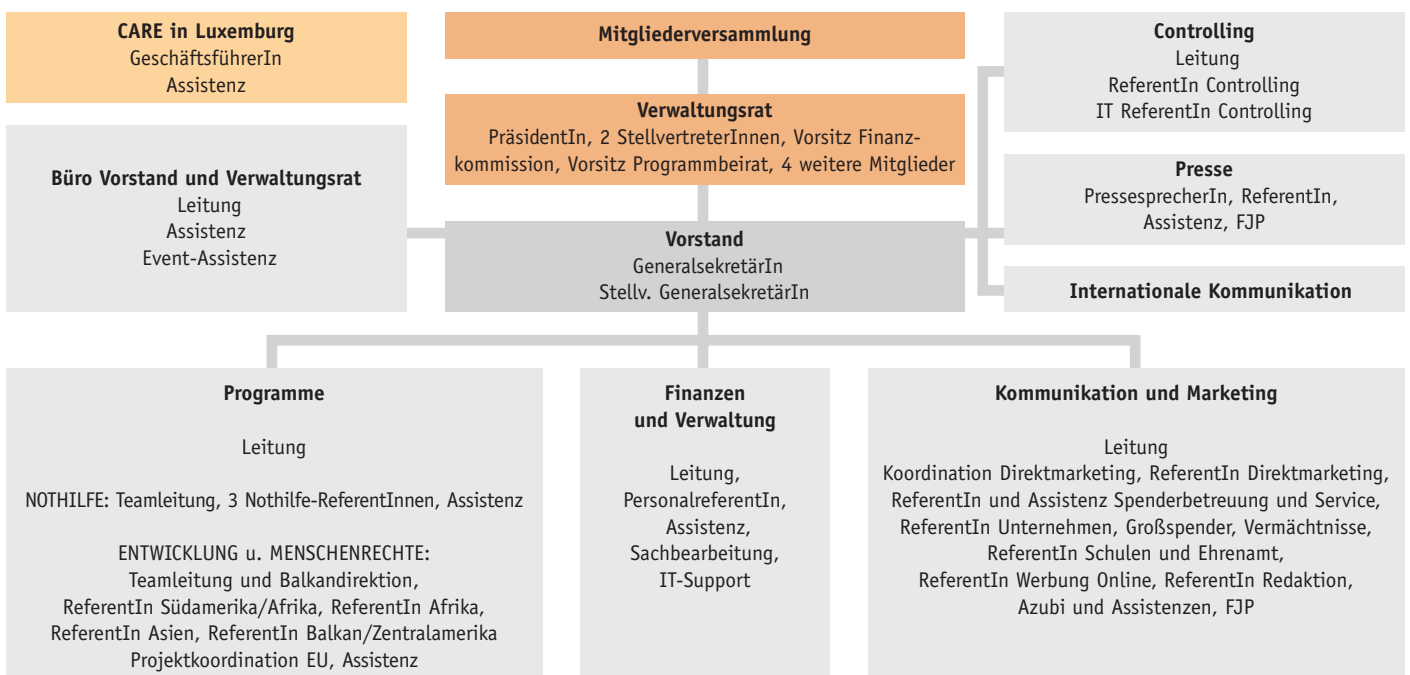 CARE in Luxemburg
GeschäftsführerIn
Assistenz
Mitgliederversammlung
Controlling
Leitung
ReferentIn Controlling
IT ReferentIn Controlling
Verwaltungsrat
PräsidentIn, 2 StellvertreterInnen, Vorsitz Finanz-
kommission, Vorsitz Programmbeirat, 4 weitere Mitglieder
Büro Vorstand und Verwaltungsrat
Leitung
Assistenz
Event-Assistenz
Presse
PressesprecherIn, ReferentIn,
Assistenz, FJP
Vorstand
GeneralsekretärIn
Stellv. GeneralsekretärIn
Internationale Kommunikation
Programme
Leitung
NOTHILFE: Teamleitung, 3 Nothilfe-ReferentInnen, Assistenz
ENTWICKLUNG u. MENSCHENRECHTE:
Teamleitung und Balkandirektion,
ReferentIn Südamerika/Afrika, ReferentIn Afrika,
ReferentIn Asien, ReferentIn Balkan/Zentralamerika
Projektkoordination EU, Assistenz
Finanzen
und Verwaltung
Leitung,
PersonalreferentIn,
Assistenz,
Sachbearbeitung,
IT-Support
Kommunikation und Marketing
Leitung
Koordination Direktmarketing, ReferentIn Direktmarketing,
ReferentIn und Assistenz Spenderbetreuung und Service,
ReferentIn Unternehmen, Großspender, Vermächtnisse,
ReferentIn Schulen und Ehrenamt,
ReferentIn Werbung Online, ReferentIn Redaktion,
Azubi und Assistenzen, FJP